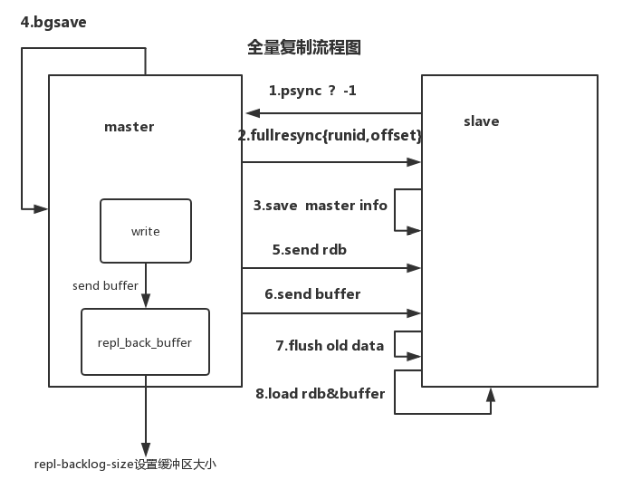 4.bgsave
全量复制流程图
1.psync ? -1
master
slave
2.fullresync{runid,offset}
3.save master info
write
5.send rdb
send buffer
6.send buffer
repl_back_buffer
7.flush old data
8.load rdb&buffer
repl-backlog-size设置缓冲区大小